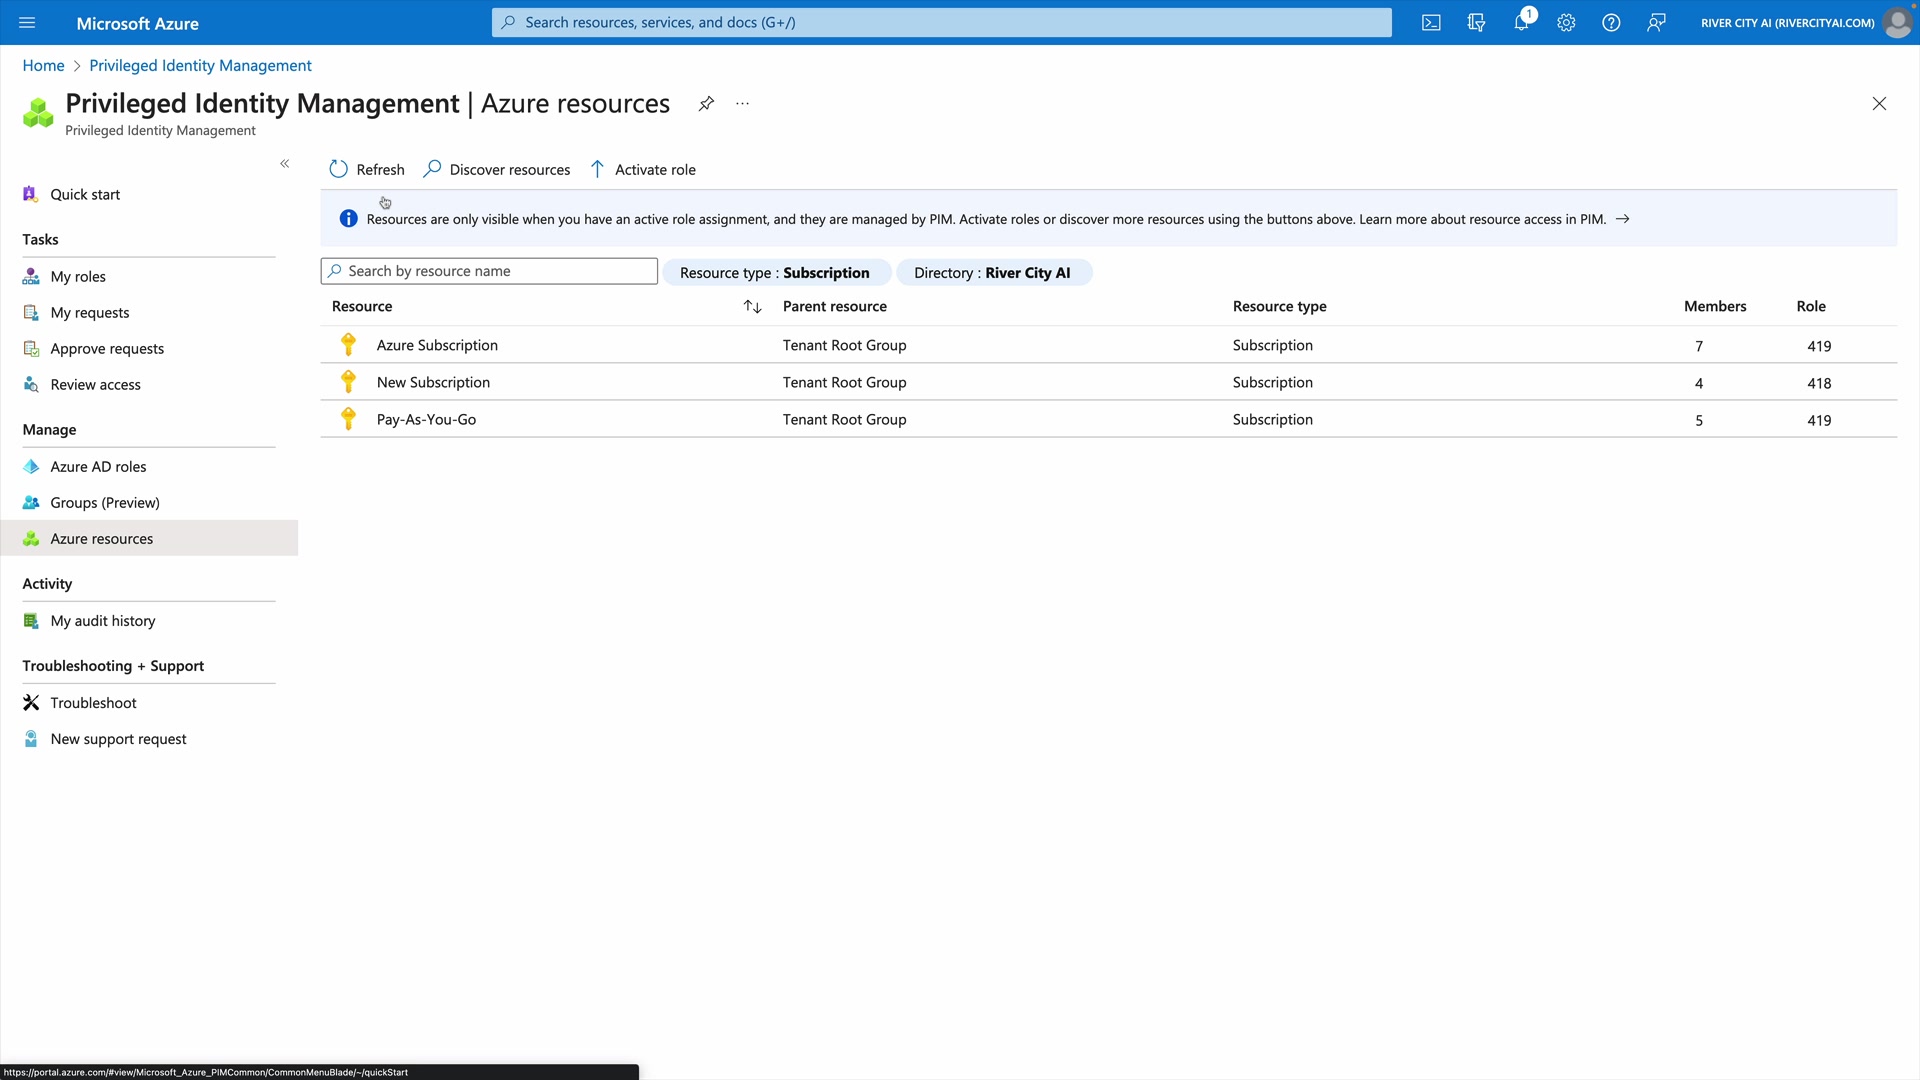 Microsoft Azure
Search resources, services, and docs (G+/)
1
RIVER CITY AI (RIVERCITYAI.COM)
Home > Privileged Identity Management
Privileged Identity Management | Azure resources
Privileged Identity Management
Quick start
Tasks
My roles
My requests
Approve requests
Review access
Manage
Azure AD roles
Groups (Preview)
Azure resources
Activity
My audit history
Troubleshooting + Support
Troubleshoot
New support request
Refresh Discover resources Activate role
Resources are only visible when you have an active role assignment, and they are managed by PIM. Activate roles or discover more resources using the buttons above. Learn more about resource access in PIM. →
Search by resource name Resource type : Subscription Directory : River City AI
Resource Parent resource Resource type Members Role
Azure Subscription Tenant Root Group Subscription 7 419
New Subscription Tenant Root Group Subscription 4 418
Pay-As-You-Go Tenant Root Group Subscription 5 419
https://portal.azure.com/#view/Microsoft_Azure_PIMCommon/CommonMenuBlade/~/quickStart